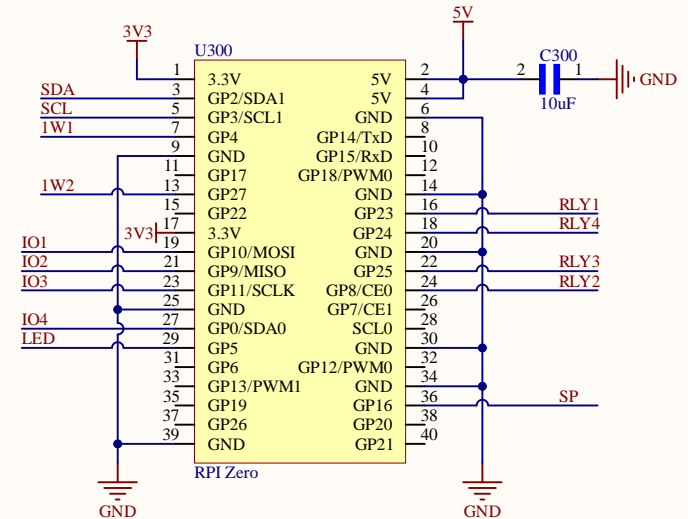 3V3
5V
U300
C300
1 3.3V 5V 2
2 1 GND
SDA 3 GP2/SDA1 5V 4
10uF
SCL 5 GP3/SCL1 GND 6
1W1 7 GP4 GP14/TxD 8
9 GND GP15/RxD 10
11 GP17 GP18/PWM0 12
1W2 13 GP27 GND 14
15 GP22 GP23 16 RLY1
3V3 17 3.3V GP24 18 RLY4
IO1 19 GP10/MOSI GND 20
IO2 21 GP9/MISO GP25 22 RLY3
IO3 23 GP11/SCLK GP8/CE0 24 RLY2
25 GND GP7/CE1 26
IO4 27 GP0/SDA0 SCL0 28
LED 29 GP5 GND 30
31 GP6 GP12/PWM0 32
33 GP13/PWM1 GND 34
35 GP19 GP16 36 SP
37 GP26 GP20 38
39 GND GP21 40
RPI Zero
GND GND